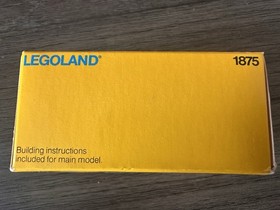 LEGOLAND®
1875
Building instructions
included for main model.